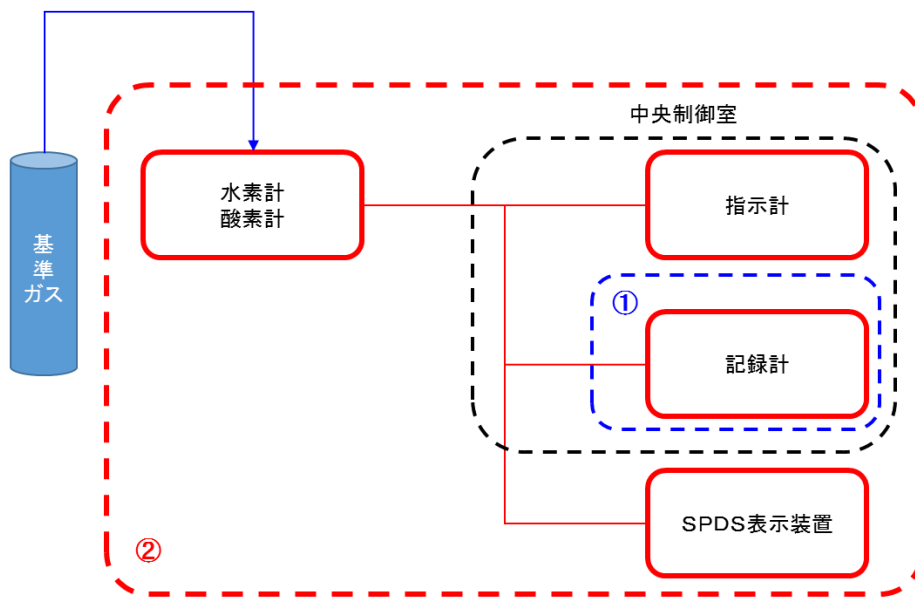 中央制御室
水素計
酸素計
指示計
基
準
ガス
①
記録計
SPDS表示装置
②